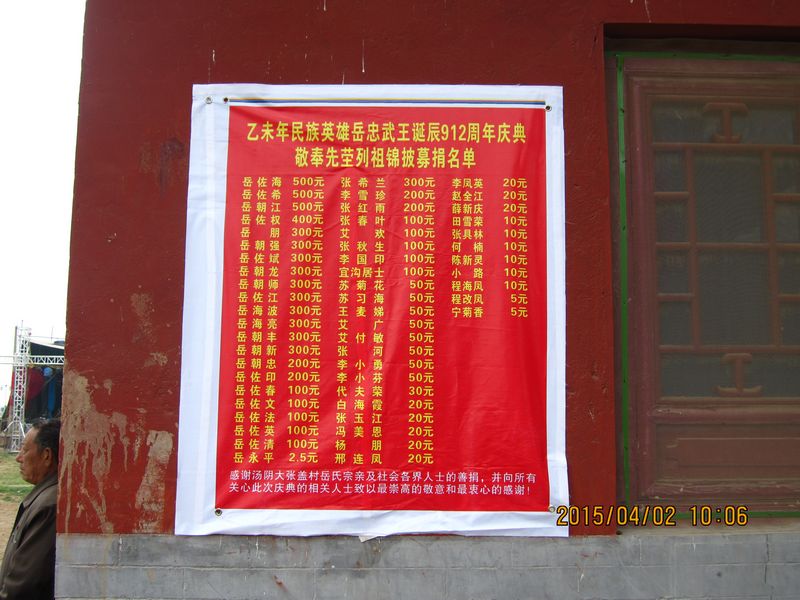 乙未年民族英雄岳忠武王诞辰912周年庆典
敬奉先茔列祖锦披募捐名单
岳佐海 500元 张希兰 300元 李凤英 20元
岳佐希 500元 李雪珍 200元 赵全江 20元
岳朝江 500元 张红雨 200元 薛新庆 20元
岳佐权 400元 张春叶 100元 田雪荣 10元
岳朋 300元 艾欢 100元 张具林 10元
岳朝强 300元 张秋生 100元 何楠 10元
岳佐斌 300元 李国印 100元 陈新灵 10元
岳朝龙 300元 宜沟居士 100元 小路 10元
岳朝师 300元 苏菊花 50元 程海凤 10元
岳佐江 300元 苏习海 50元 程改凤 5元
岳海波 300元 王麦娣 50元 宁菊香 5元
岳海亮 300元 艾广 50元
岳朝丰 300元 艾付敏 50元
岳朝新 300元 张河 50元
岳朝忠 200元 李小勇 50元
岳佐印 200元 李小芬 50元
岳佐春 100元 代夫荣 30元
岳佐文 100元 白海霞 20元
岳佐法 100元 张玉江 20元
岳佐英 100元 冯美恩 20元
岳佐清 100元 杨朋 20元
岳永平 2.5元 邢连凤 20元
感谢汤阴大张盖村岳氏宗亲及社会各界人士的善捐，并向所有
关心此次庆典的相关人士致以最崇高的敬意和最衷心的感谢！
2015/04/02 10:06